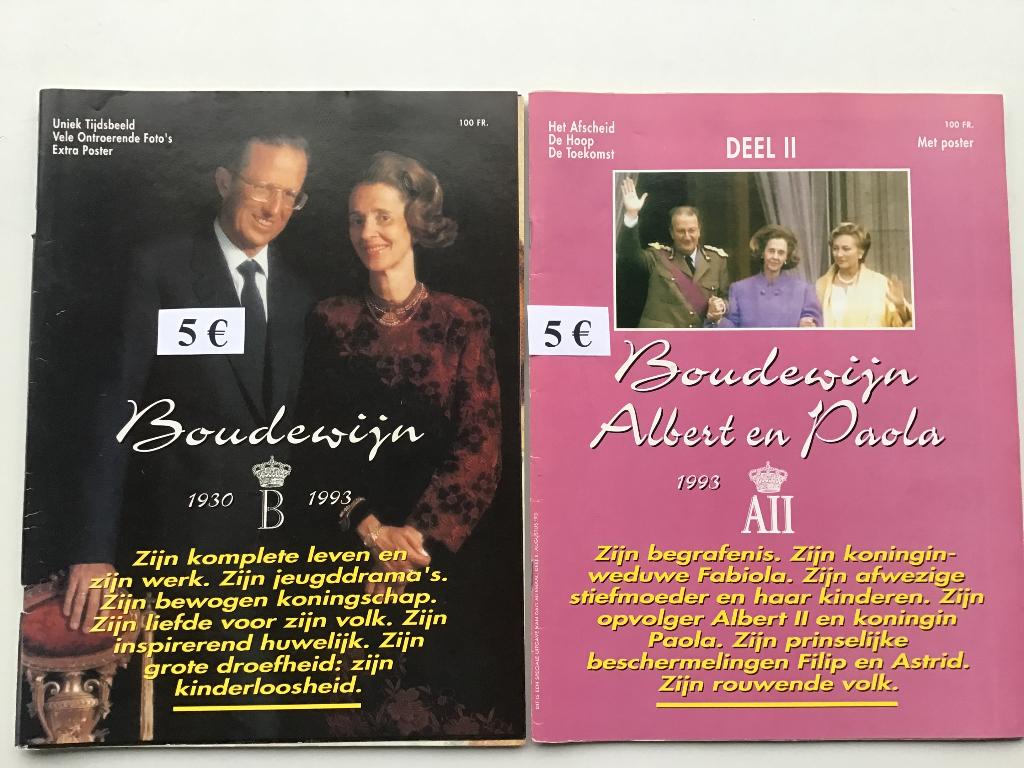 Uniek Tijdsbeeld
Vele Ontroerende Foto's
Extra Poster
100 FR.
5 €
Boudewijn
1930 B 1993
Zijn komplete leven en
zijn werk. Zijn jeugddrama's.
Zijn bewogen koningschap.
Zijn liefde voor zijn volk. Zijn
inspirerend huwelijk. Zijn
grote droefheid: zijn
kinderloosheid.
Het Afscheid
De Hoop
De Toekomst
DEEL II
100 FR.
Met poster
5 €
Boudewijn
Albert en Paola
1993
AII
Zijn begrafenis. Zijn koningin-
weduwe Fabiola. Zijn afwezige
stiefmoeder en haar kinderen. Zijn
opvolger Albert II en koningin
Paola. Zijn prinselijke
beschermelingen Filip en Astrid.
Zijn rouwende volk.